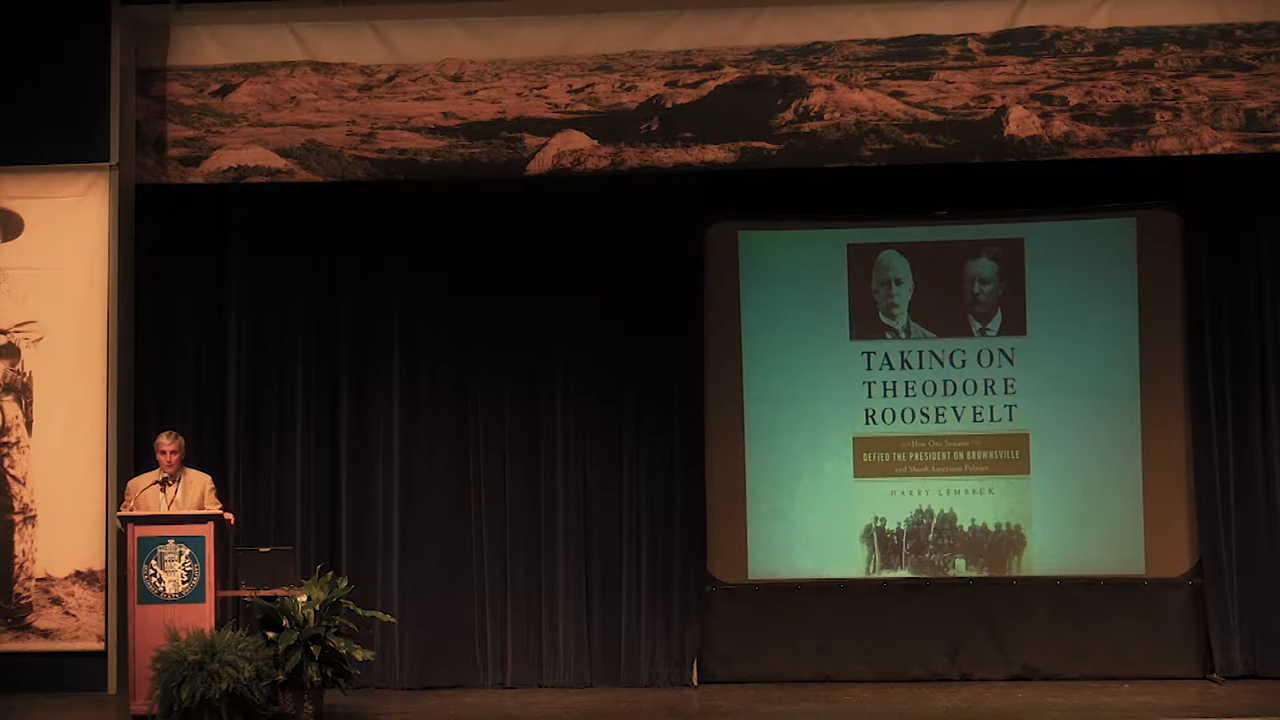 TAKING ON
THEODORE
ROOSEVELT
How One Senator
DEFIED THE PRESIDENT ON BROWNSVILLE
and Shook American Politics
HARRY LEMBECK